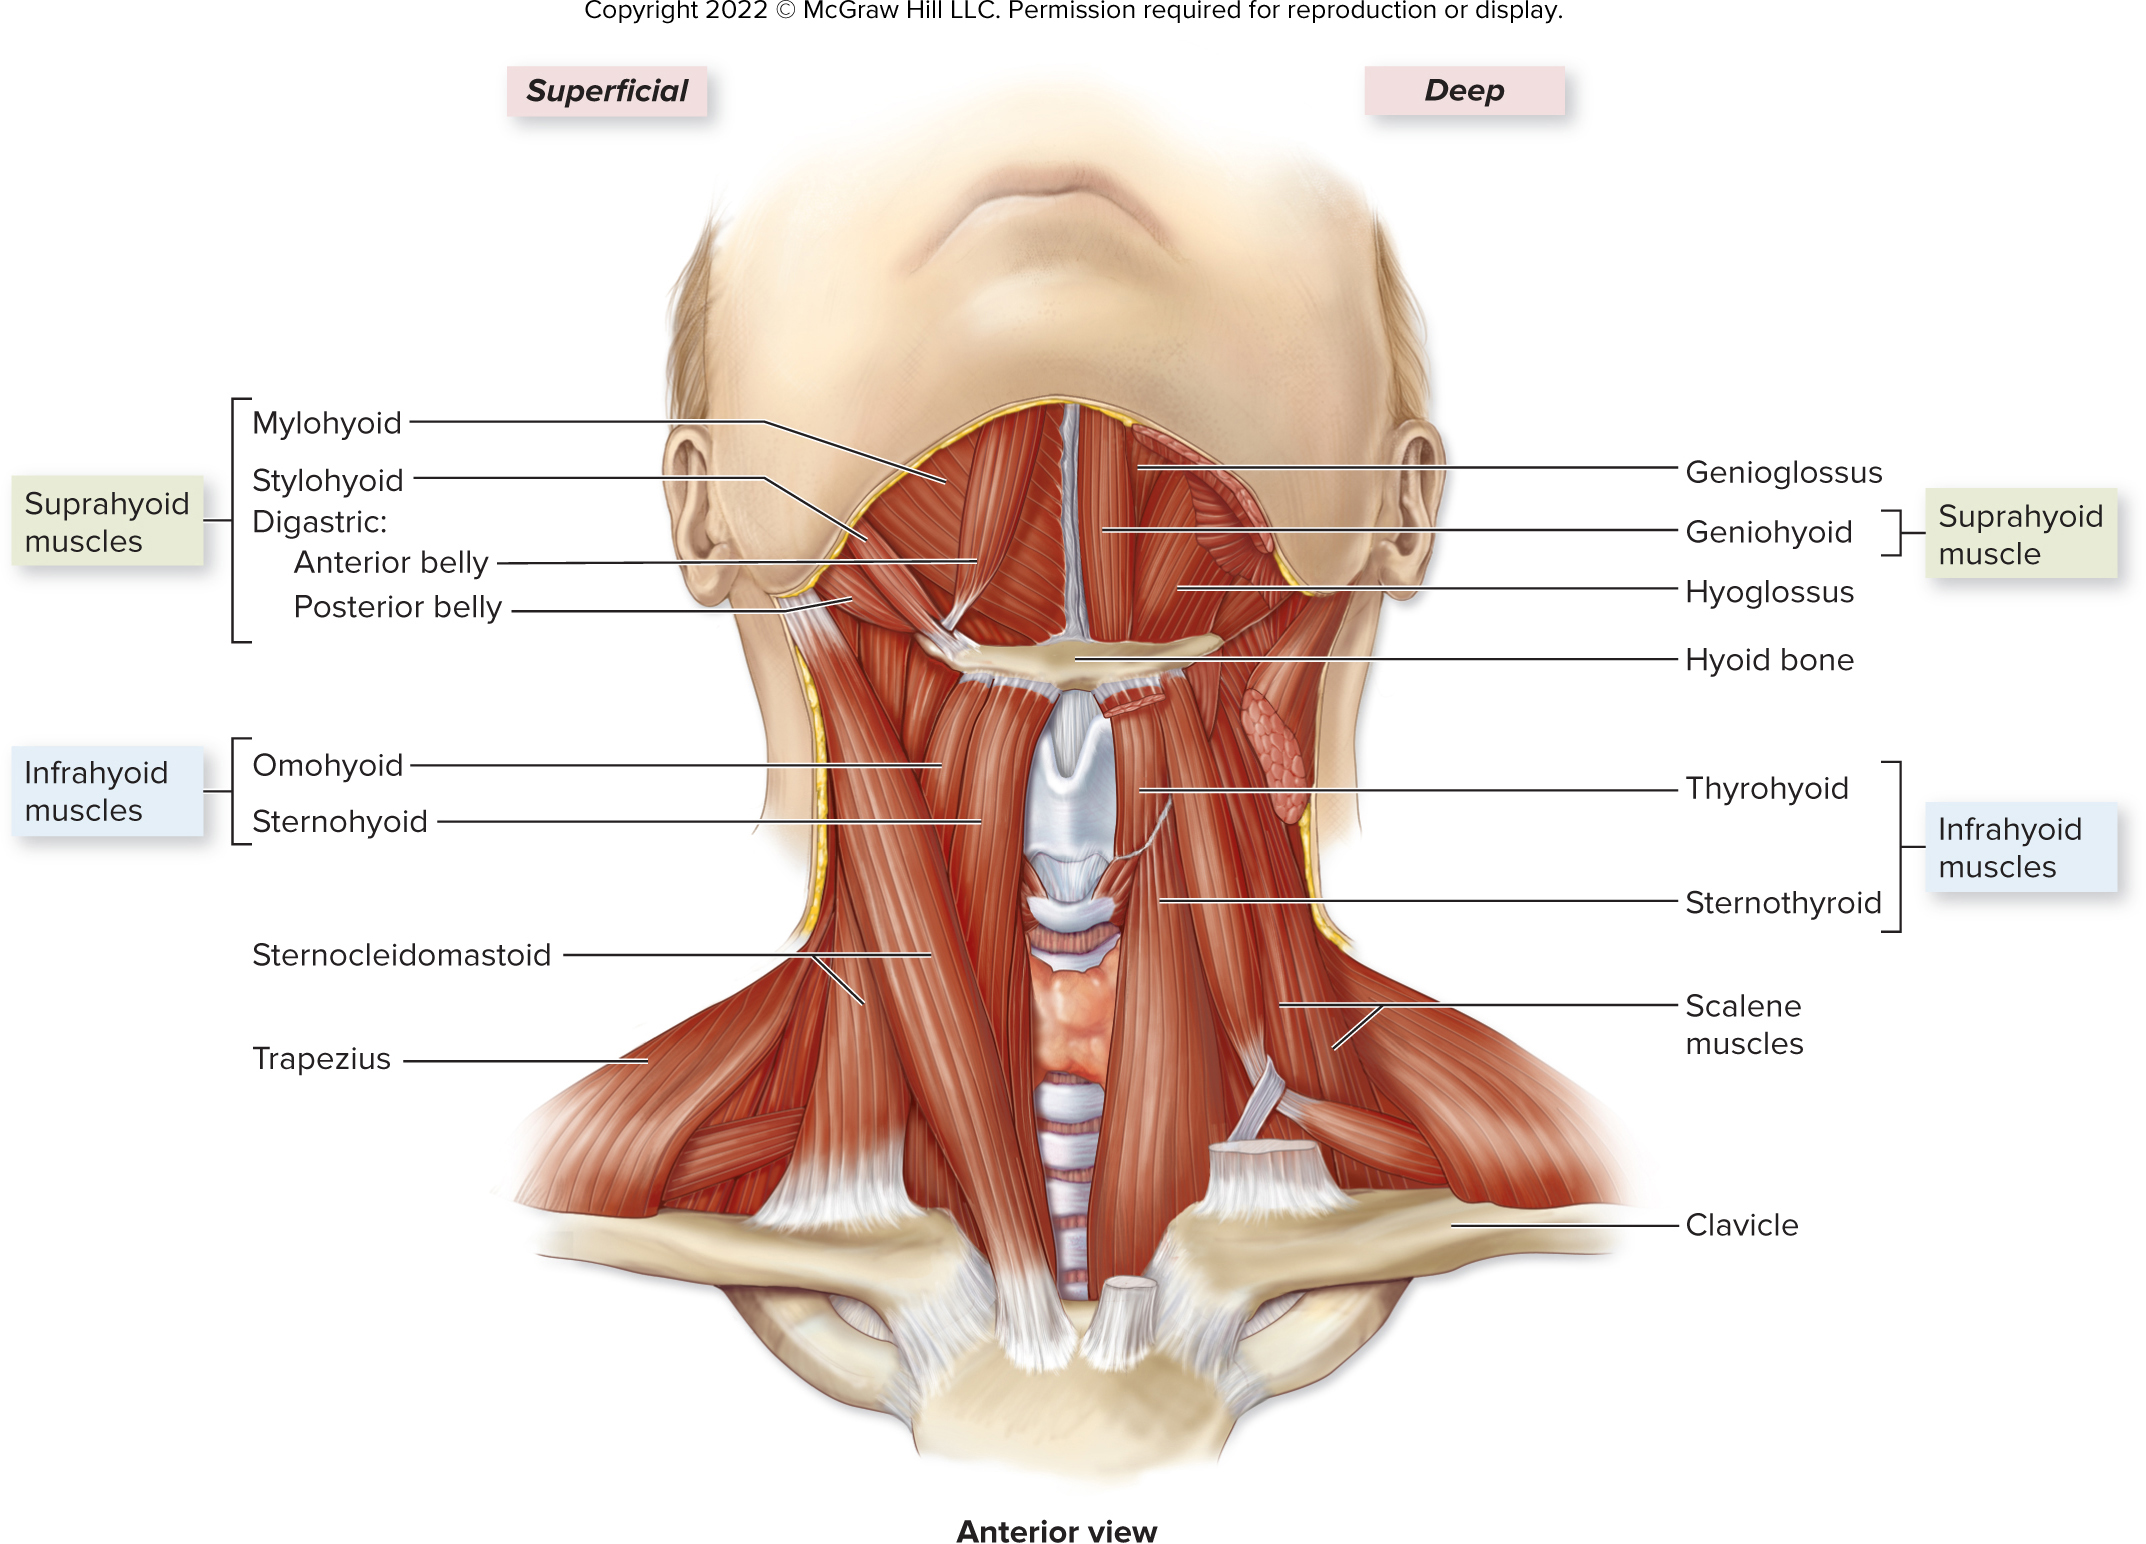 Copyright 2022 © McGraw Hill LLC. Permission required for reproduction or display.
Superficial
Deep
Suprahyoid
muscles
Mylohyoid
Stylohyoid
Digastric:
Anterior belly
Posterior belly
Infrahyoid
muscles
Omohyoid
Sternohyoid
Sternocleidomastoid
Trapezius
Genioglossus
Geniohyoid
Suprahyoid
muscle
Hyoglossus
Hyoid bone
Thyrohyoid
Infrahyoid
muscles
Sternothyroid
Scalene
muscles
Clavicle
Anterior view